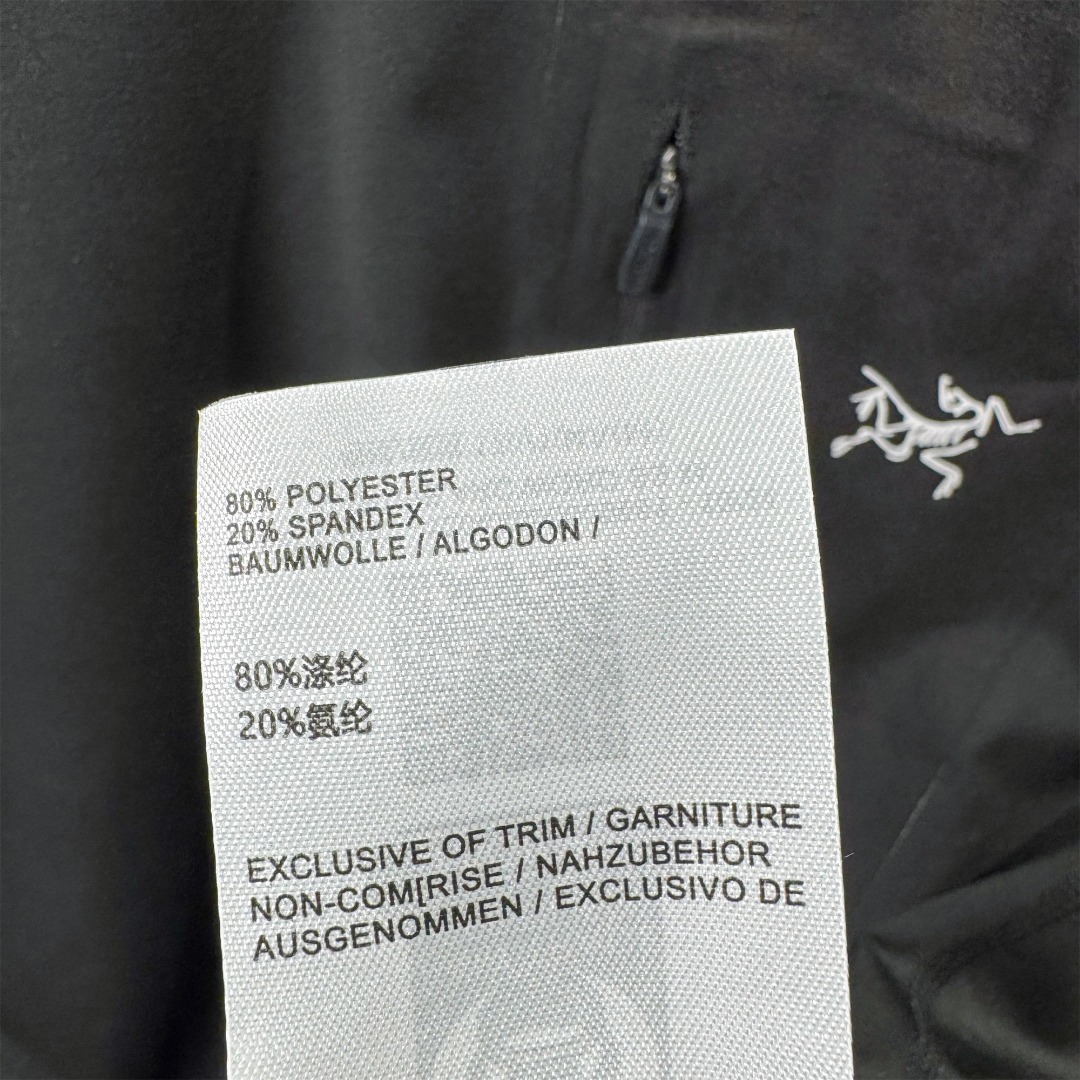 80% POLYESTER
20% SPANDEX
BAUMWOLLE / ALGODON /
80%涤纶
20%氨纶
EXCLUSIVE OF TRIM / GARNITURE
NON-COM[RISE / NAHZUBEHOR
AUSGENOMMEN / EXCLUSIVO DE